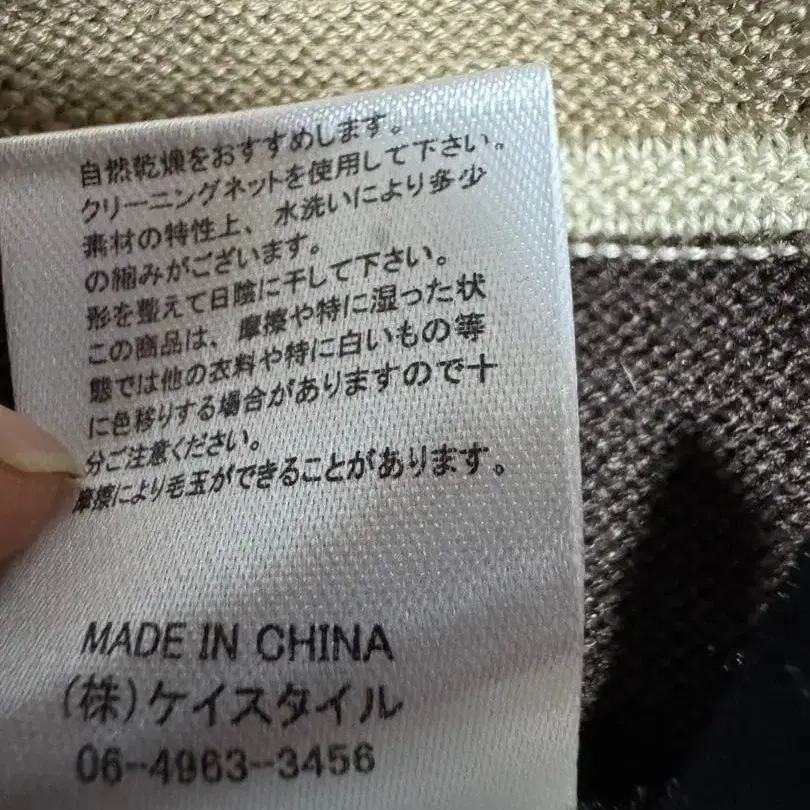 自然乾燥をおすすめします。
クリーニングネットを使用して下さい。
素材の特性上、水洗いにより多少
の縮みがございます。
形を整えて日陰に干して下さい。
この商品は、摩擦や特に湿った状
態では他の衣料や特に白いもの等
に色移りする場合がありますので十
分ご注意ください。
摩擦により毛玉ができることがあります。
MADE IN CHINA
(株)ケイスタイル
06-4963-3456